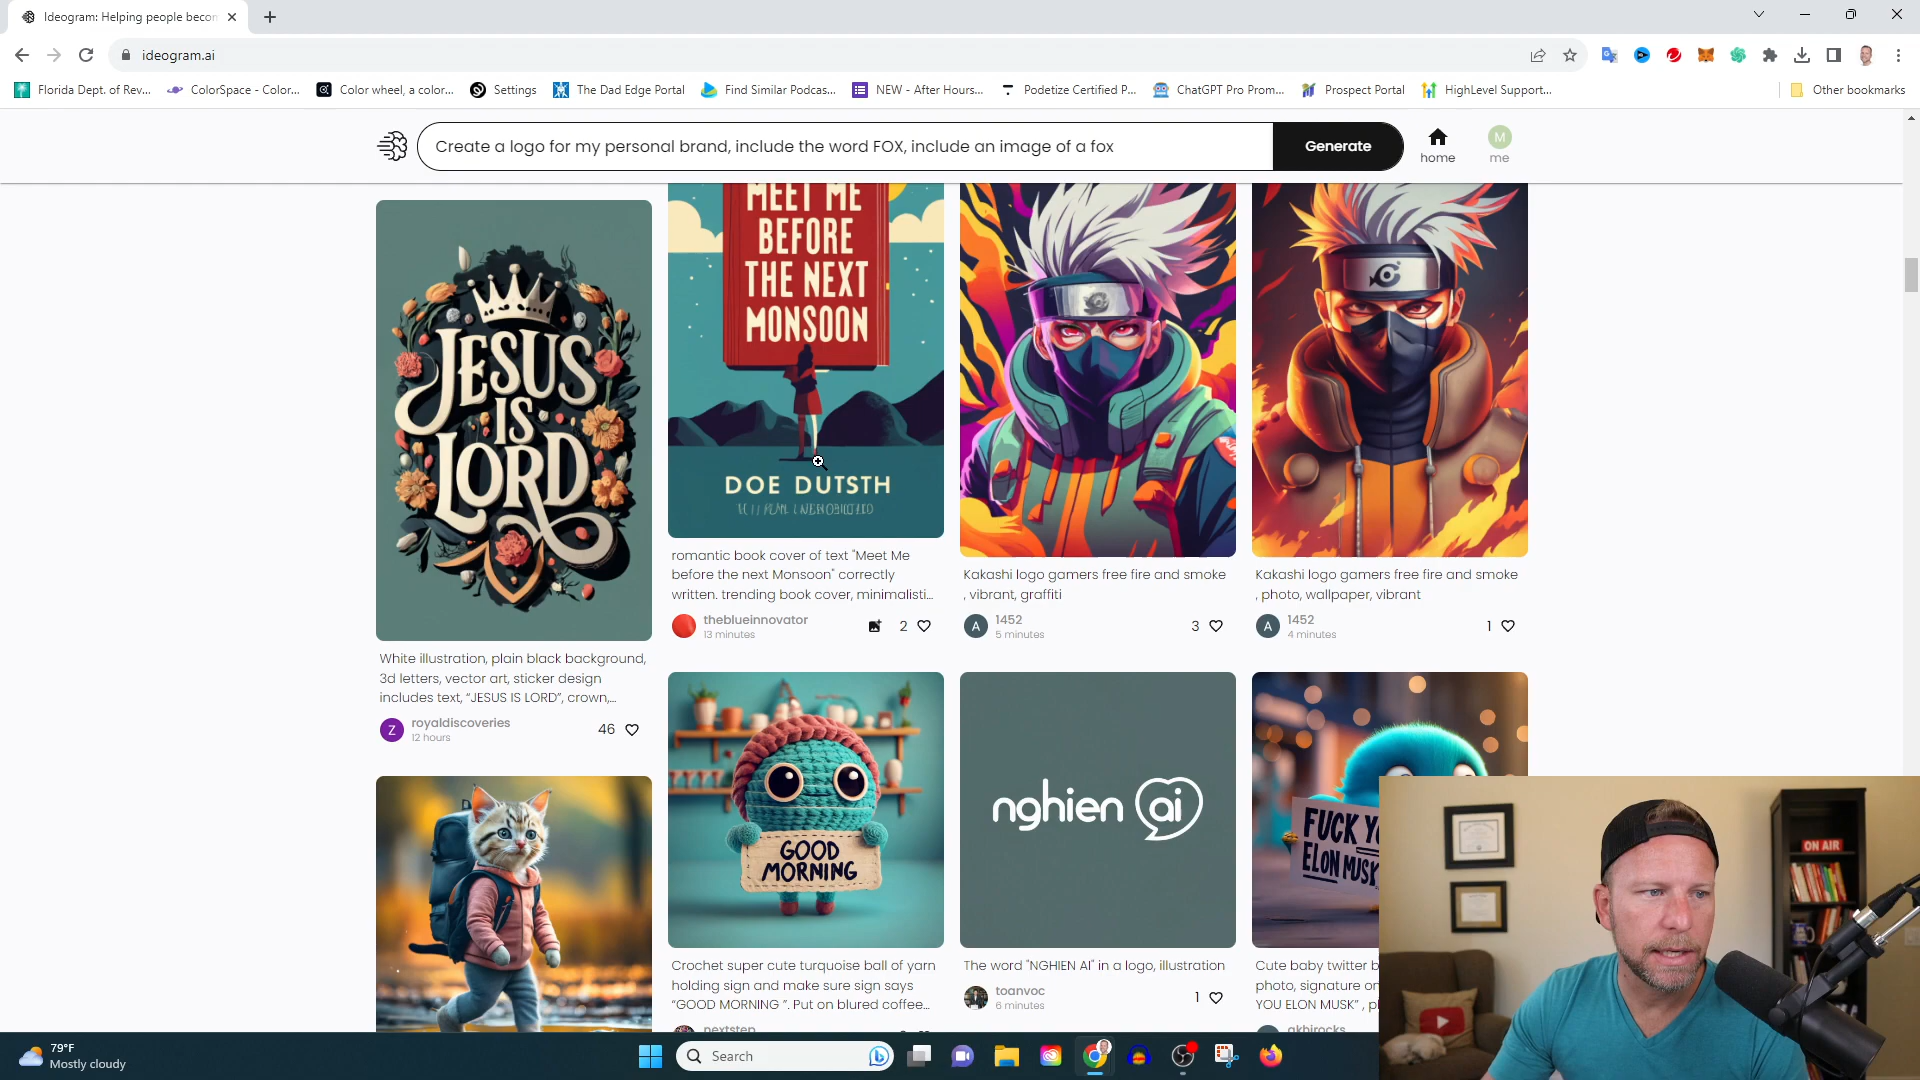 Ideogram: Helping people becom
ideogram.ai
Florida Dept. of Rev...
ColorSpace - Color...
Color wheel, a color...
Settings
The Dad Edge Portal
Find Similar Podcas...
NEW - After Hours...
Podetize Certified P...
ChatGPT Pro Prom...
Prospect Portal
HighLevel Support...
Other bookmarks
Create a logo for my personal brand, include the word FOX, include an image of a fox
Generate
home
M
me
JESUS
IS
LORD
White illustration, plain black background,
3d letters, vector art, sticker design
includes text, “JESUS IS LORD”, crown,...
Z
royaldiscoveries
12 hours
46
MEET ME
BEFORE
THE NEXT
MONSOON
DOE DUTSTH
romantic book cover of text "Meet Me
before the next Monsoon" correctly
written. trending book cover, minimalisti...
theblueinnovator
13 minutes
2
Kakashi logo gamers free fire and smoke
, vibrant, graffiti
A
1452
5 minutes
3
Kakashi logo gamers free fire and smoke
, photo, wallpaper, vibrant
A
1452
4 minutes
1
GOOD
MORNING
Crochet super cute turquoise ball of yarn
holding sign and make sure sign says
“GOOD MORNING ”. Put on blured coffee...
nextstep
nghien ai
The word "NGHIEN AI" in a logo, illustration
toanvoc
6 minutes
1
FUCK Y
ELON MUSK
Cute baby twitter b
photo, signature on
YOU ELON MUSK" , p
akhirocks
ON AIR
79°F
Mostly cloudy
Search